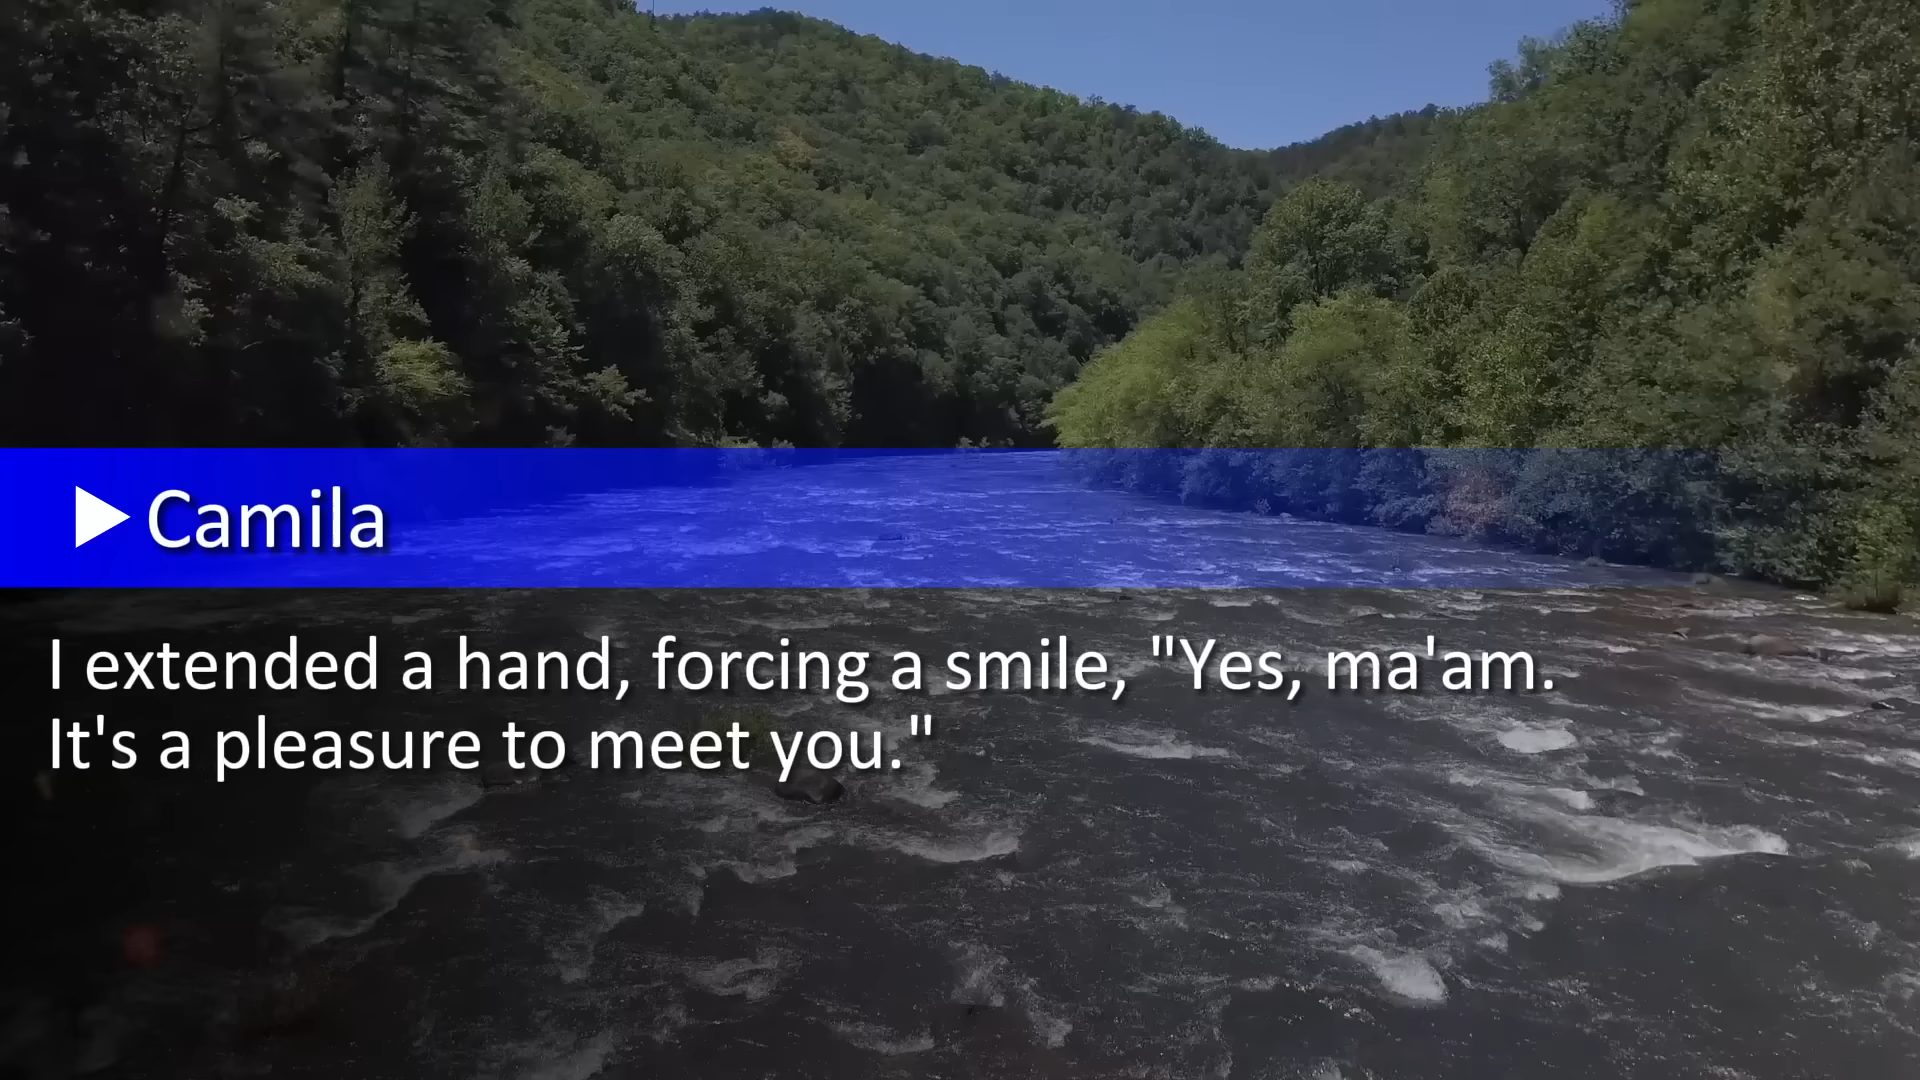 Camila
I extended a hand, forcing a smile, "Yes, ma'am.
It's a pleasure to meet you."